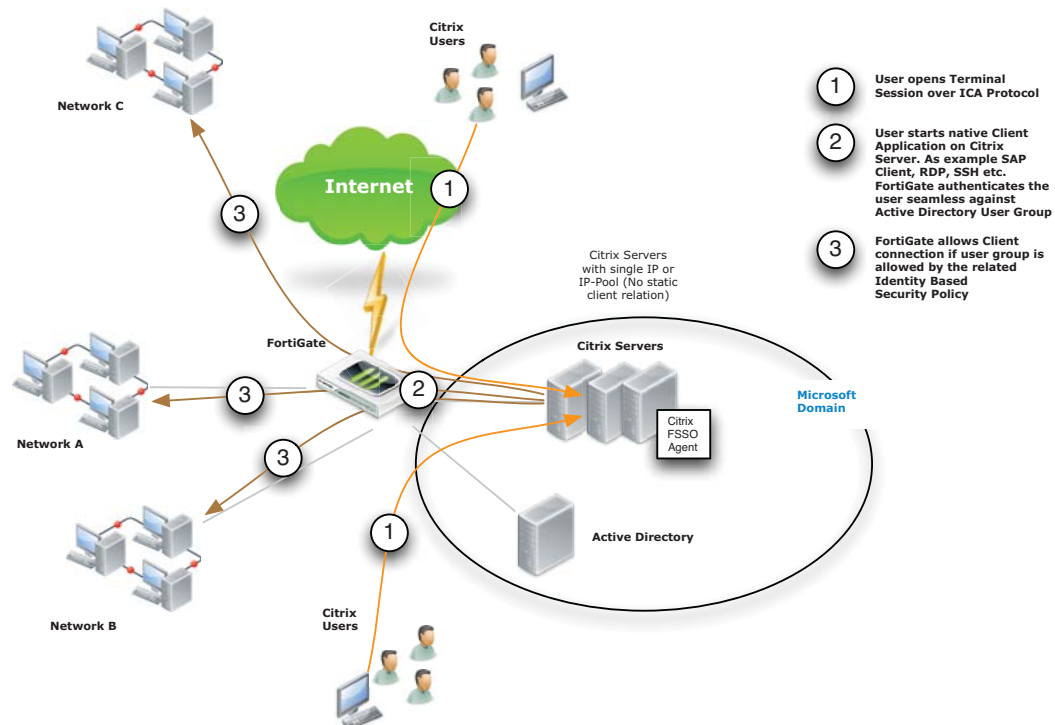 Citrix
Users
Network C
Internet
1
3
1
User opens Terminal
Session over ICA Protocol
2
User starts native Client
Application on Citrix
Server. As example SAP
Client, RDP, SSH etc.
FortiGate authenticates the
user seamless against
Active Directory User Group
3
FortiGate allows Client
connection if user group is
allowed by the related
Identity Based
Security Policy
Citrix Servers
with single IP or
IP-Pool (No static
client relation)
FortiGate
Citrix Servers
2
3
Network A
Microsoft
Domain
Citrix
FSSO
Agent
3
1
Active Directory
Network B
Citrix
Users